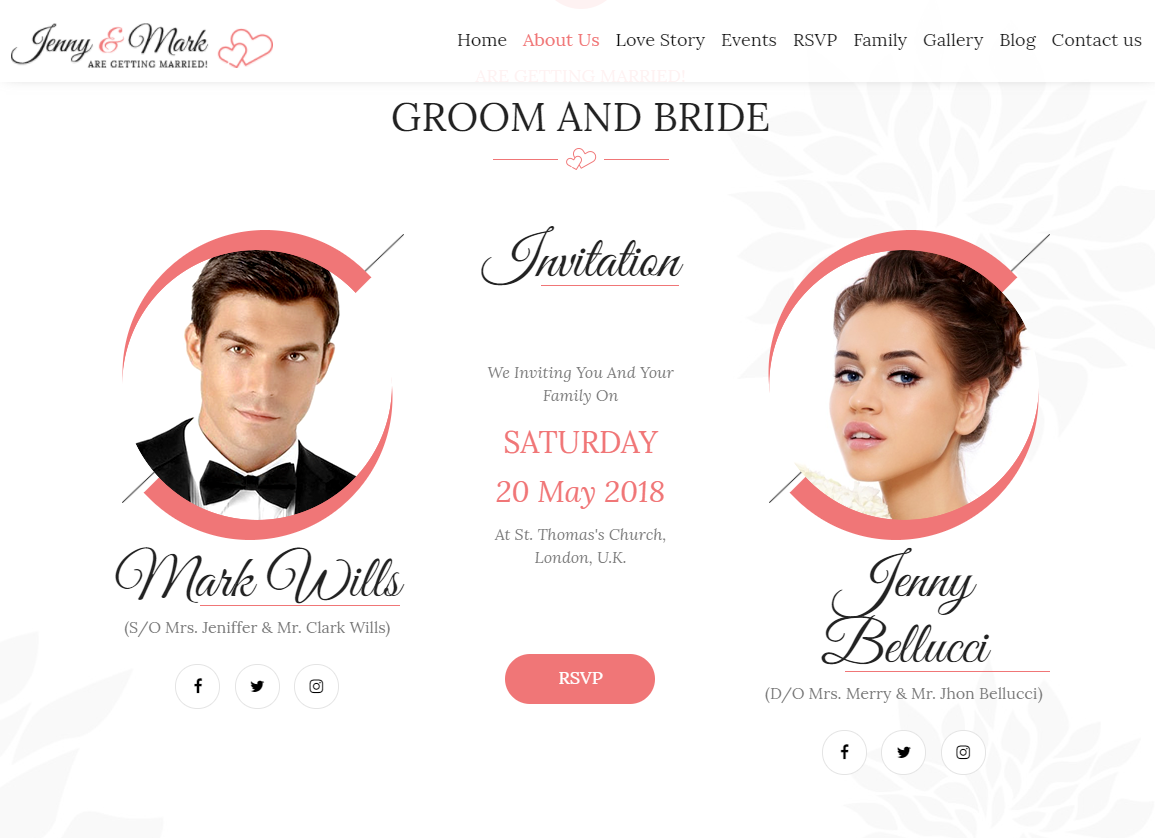 Jenny & Mark
ARE GETTING MARRIED!
Home About Us Love Story Events RSVP Family Gallery Blog Contact us
ARE GETTING MARRIED!
GROOM AND BRIDE
Invitation
We Inviting You And Your
Family On
SATURDAY
20 May 2018
At St. Thomas's Church,
London, U.K.
RSVP
Mark Wills
(S/O Mrs. Jeniffer & Mr. Clark Wills)
Jenny
Bellucci
(D/O Mrs. Merry & Mr. Jhon Bellucci)